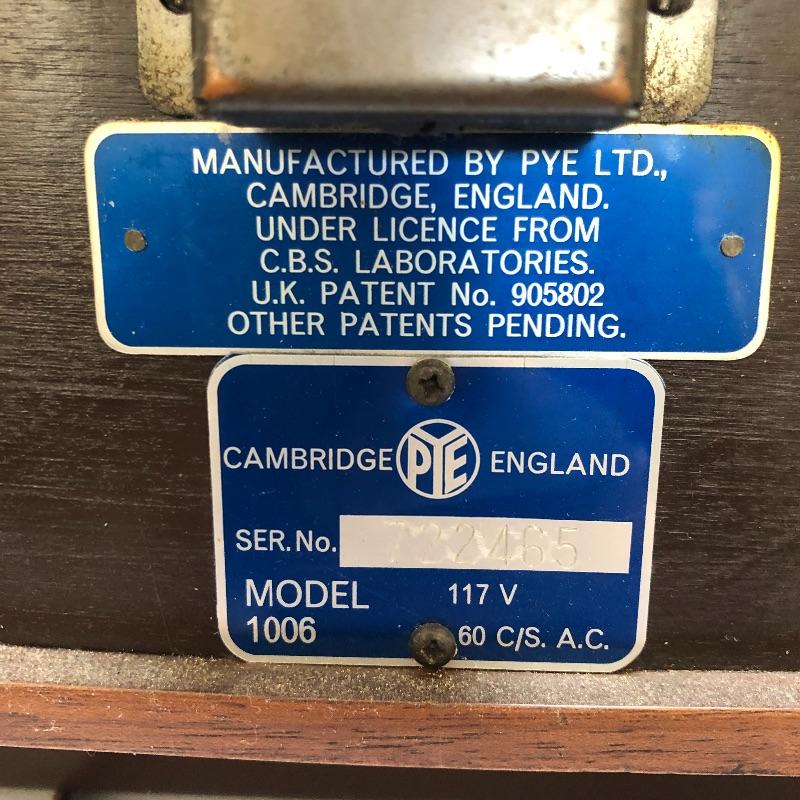 MANUFACTURED BY PYE LTD.,
CAMBRIDGE, ENGLAND.
UNDER LICENCE FROM
C.B.S. LABORATORIES.
U.K. PATENT No. 905802
OTHER PATENTS PENDING.
CAMBRIDGE PYE ENGLAND
SER. No. 722465
MODEL 117 V
1006 60 C/S. A.C.